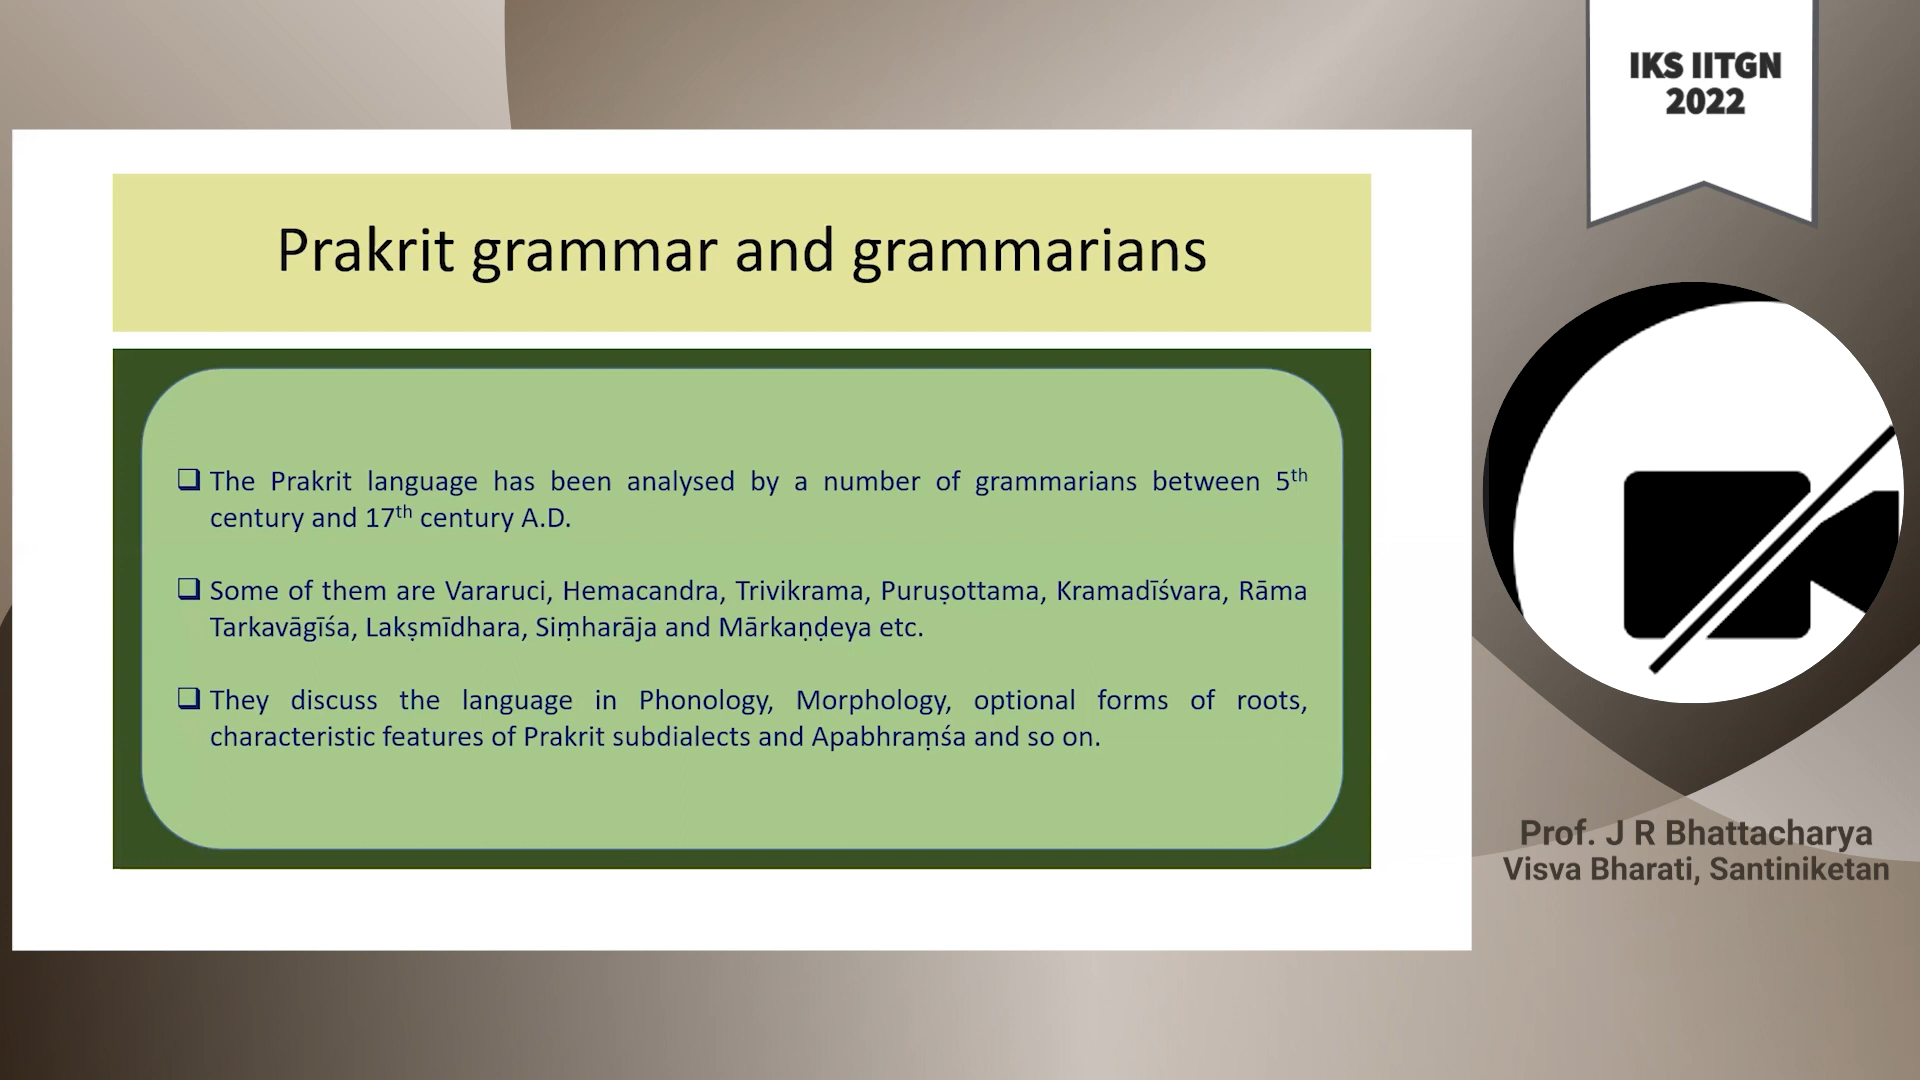 IKS IITGN
2022
Prakrit grammar and grammarians
❑ The Prakrit language has been analysed by a number of grammarians between 5th
century and 17th century A.D.
❑ Some of them are Vararuci, Hemacandra, Trivikrama, Puruṣottama, Kramadīśvara, Rāma
Tarkavāgīśa, Lakṣmīdhara, Siṃharāja and Mārkaṇḍeya etc.
❑ They discuss the language in Phonology, Morphology, optional forms of roots,
characteristic features of Prakrit subdialects and Apabhraṃśa and so on.
Prof. J R Bhattacharya
Visva Bharati, Santiniketan